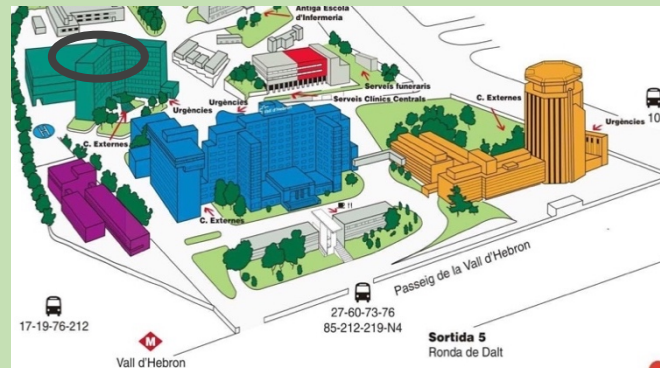 Antiga Escola
d'Infermeria
Serveis funeraris
Serveis Clínics Centrals
Urgències
Urgències
C. Externes
C. Externes
Urgències
10
H
C. Externes
Passeig de la Vall d'Hebron
17-19-76-212
27-60-73-76
85-212-219-N4
M
Vall d'Hebron
Sortida 5
Ronda de Dalt